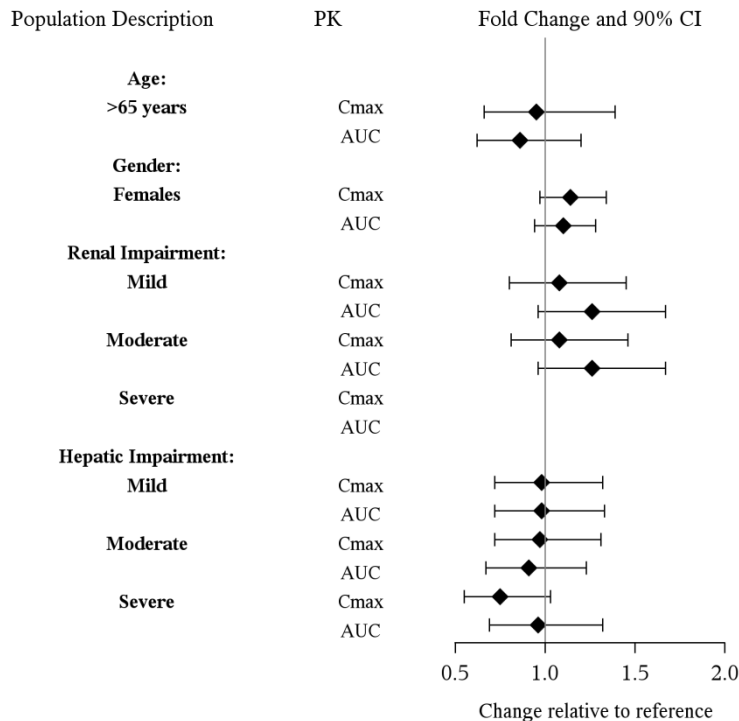 Population Description PK Fold Change and 90% CI
Age:
>65 years Cmax
AUC
Gender:
Females Cmax
AUC
Renal Impairment:
Mild Cmax
AUC
Moderate Cmax
AUC
Severe Cmax
AUC
Hepatic Impairment:
Mild Cmax
AUC
Moderate Cmax
AUC
Severe Cmax
AUC
0.5 1.0 1.5 2.0
Change relative to reference